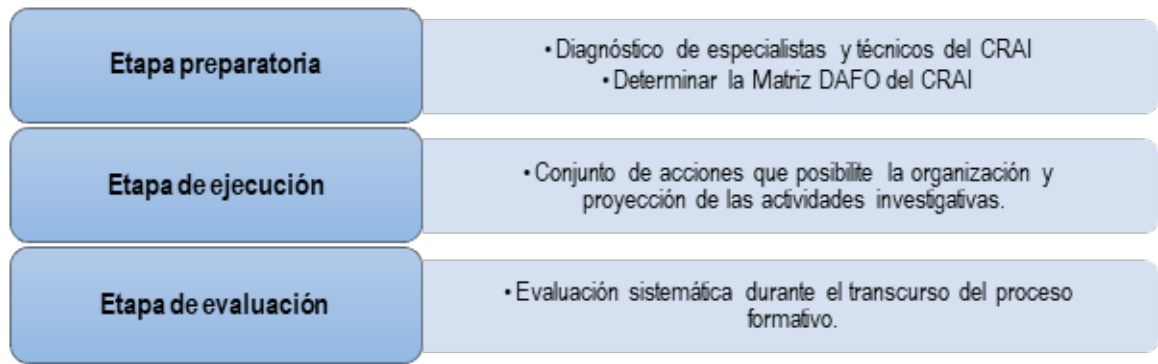 Etapa preparatoria
• Diagnóstico de especialistas y técnicos del CRAI
• Determinar la Matriz DAFO del CRAI
Etapa de ejecución
• Conjunto de acciones que posibilite la organización y
proyección de las actividades investigativas.
Etapa de evaluación
• Evaluación sistemática durante el transcurso del proceso
formativo.